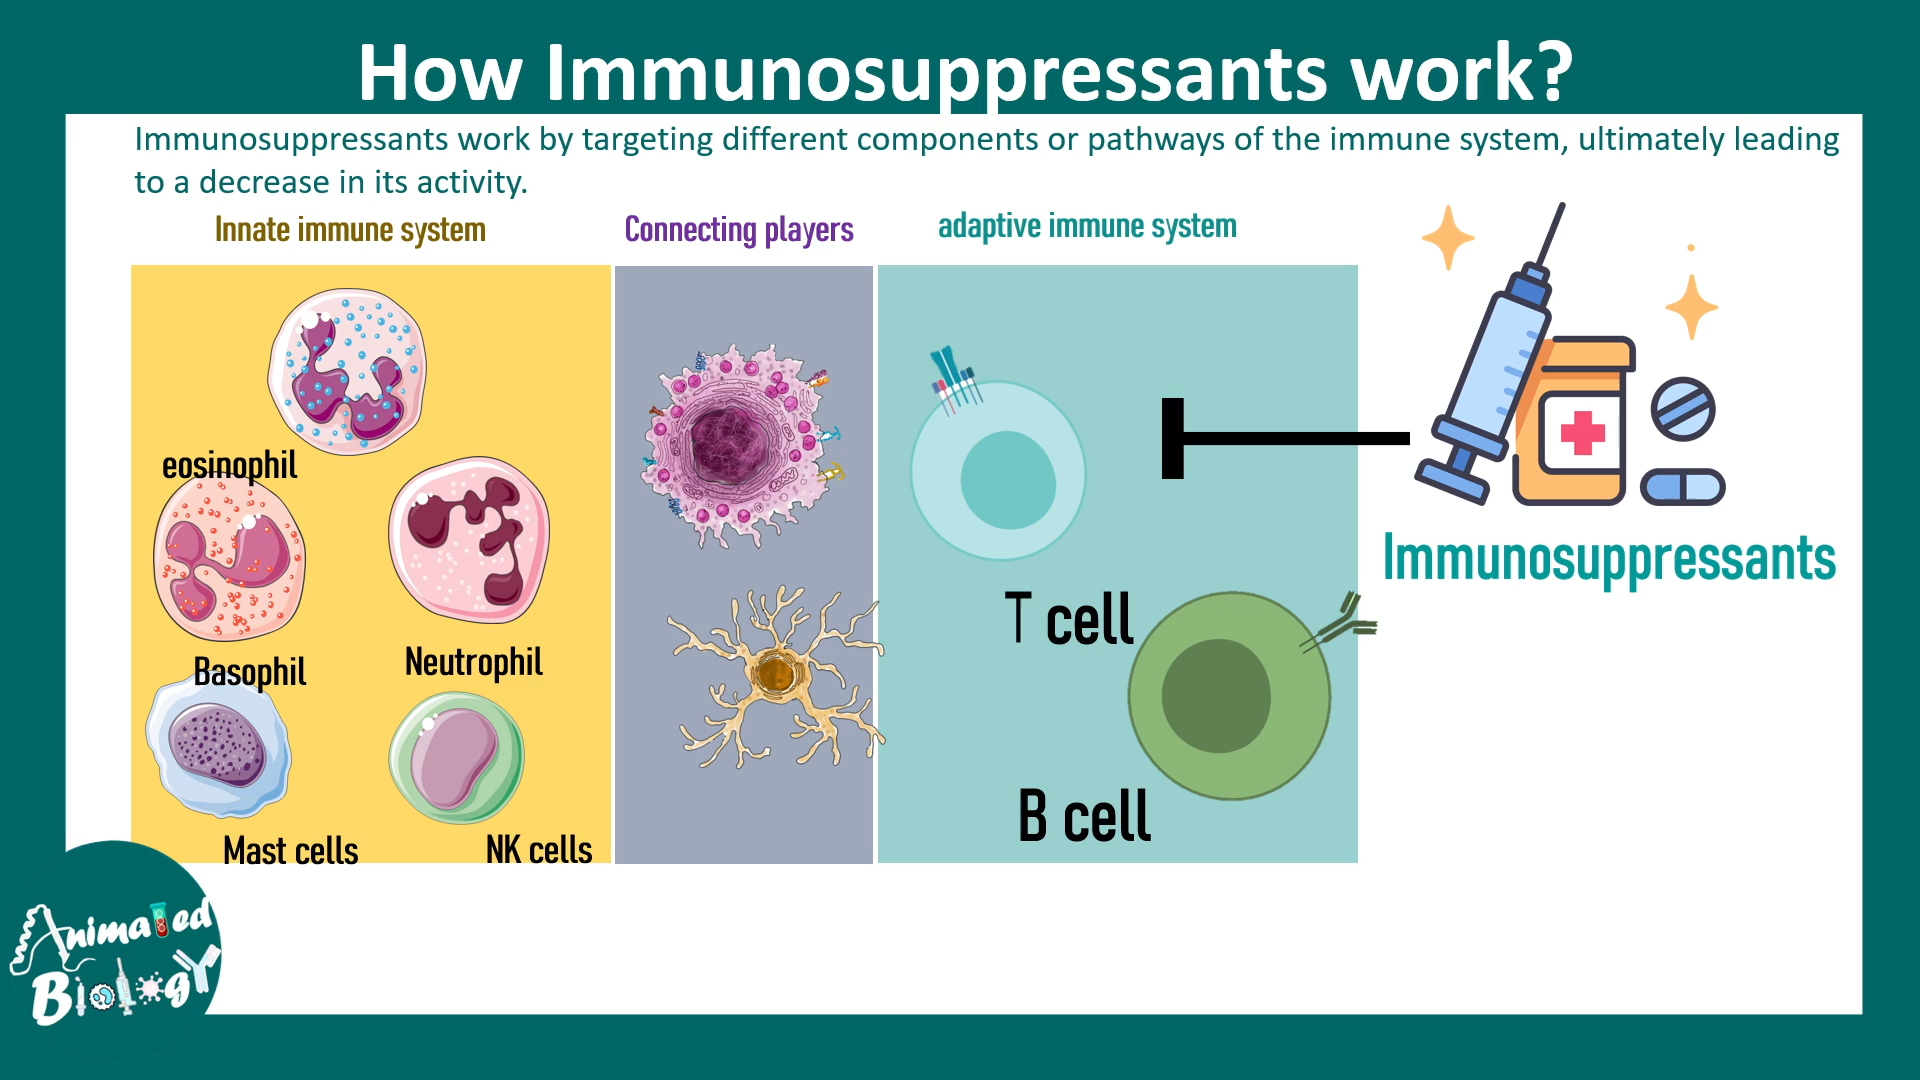 How Immunosuppressants work?
Immunosuppressants work by targeting different components or pathways of the immune system, ultimately leading
to a decrease in its activity.
Innate immune system
Connecting players
adaptive immune system
eosinophil
Basophil
Neutrophil
Mast cells
NK cells
T cell
B cell
Immunosuppressants
Animated
Biology